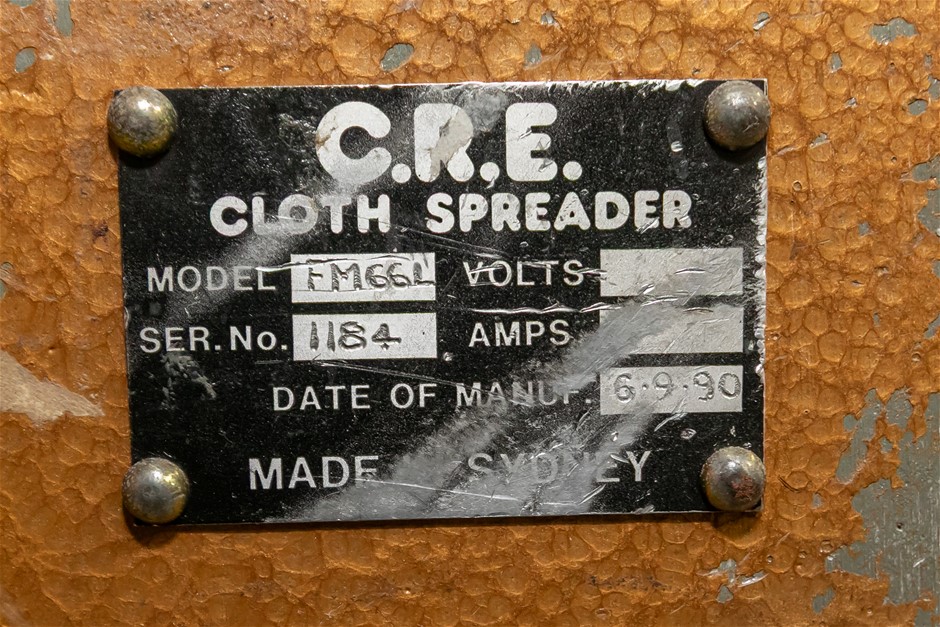 C.R.E.
CLOTH SPREADER
MODEL FM66L VOLTS
SER. No. 1184 AMPS
DATE OF MANUF. 6.9.90
MADE SYDNEY